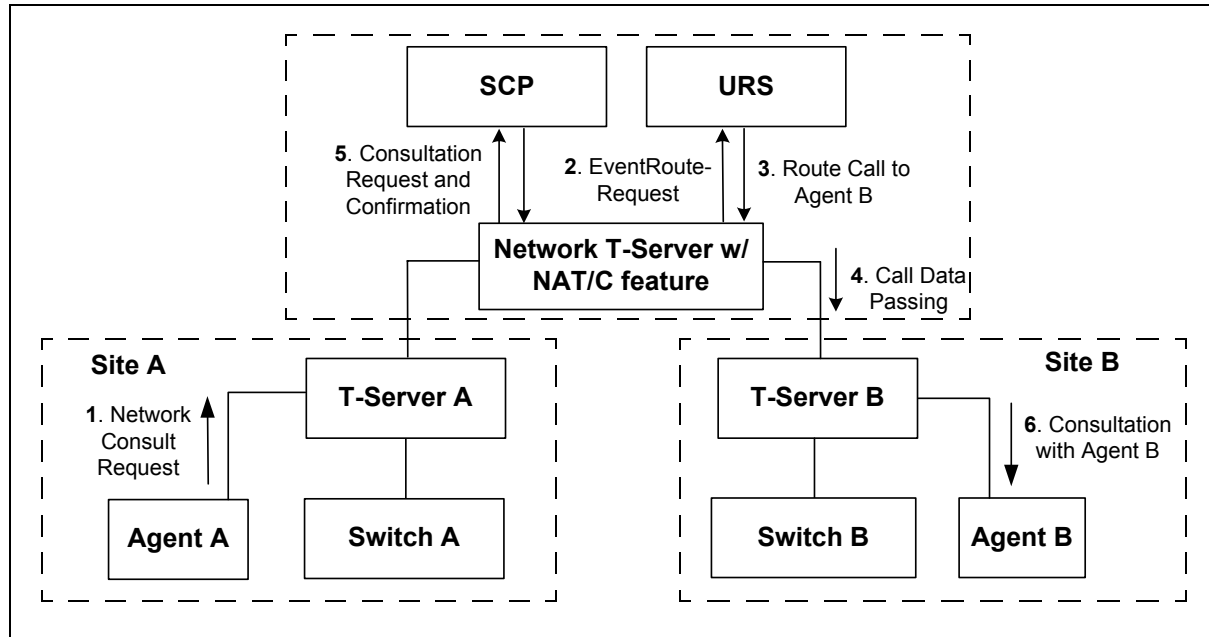 SCP
URS
5. Consultation
Request and
Confirmation
2. EventRoute-
Request
3. Route Call to
Agent B
Network T-Server w/
NAT/C feature
4. Call Data
Passing
Site A
T-Server A
1. Network
Consult
Request
Agent A
Switch A
Site B
T-Server B
6. Consultation
with Agent B
Switch B
Agent B